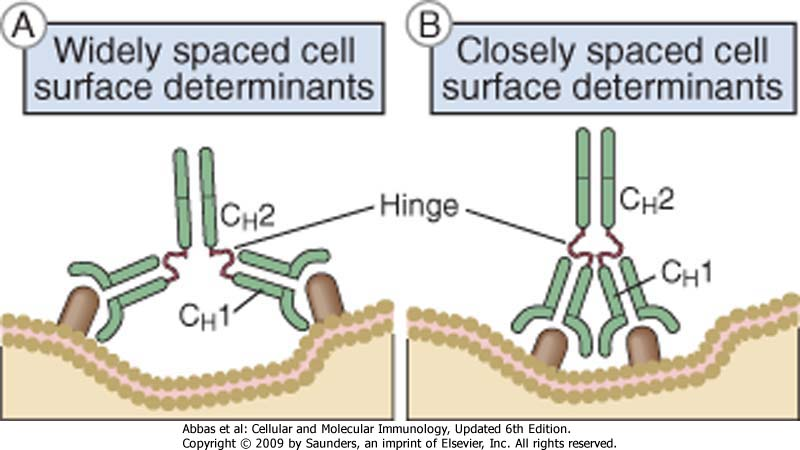 A
Widely spaced cell
surface determinants
B
Closely spaced cell
surface determinants
CH2
Hinge
CH1
CH2
CH1
Abbas et al: Cellular and Molecular Immunology, Updated 6th Edition.
Copyright © 2009 by Saunders, an imprint of Elsevier, Inc. All rights reserved.